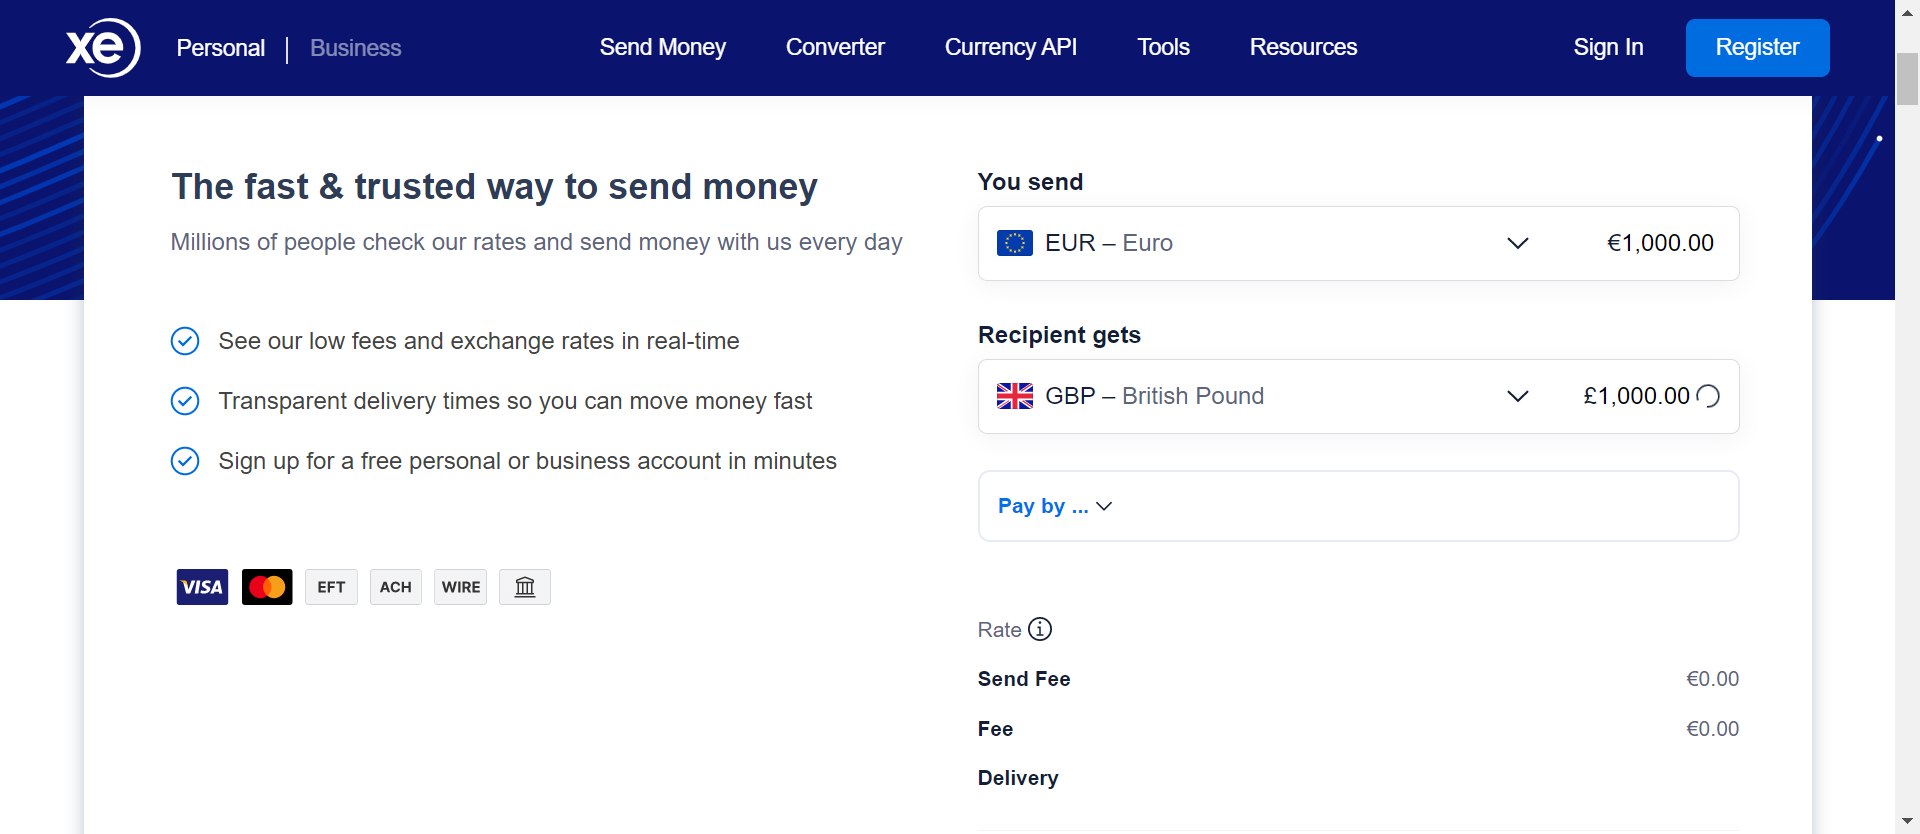 xe Personal | Business Send Money Converter Currency API Tools Resources Sign In Register
The fast & trusted way to send money
Millions of people check our rates and send money with us every day
See our low fees and exchange rates in real-time
Transparent delivery times so you can move money fast
Sign up for a free personal or business account in minutes
VISA EFT ACH WIRE
You send
EUR – Euro €1,000.00
Recipient gets
GBP – British Pound £1,000.00
Pay by ...
Rate
Send Fee €0.00
Fee €0.00
Delivery